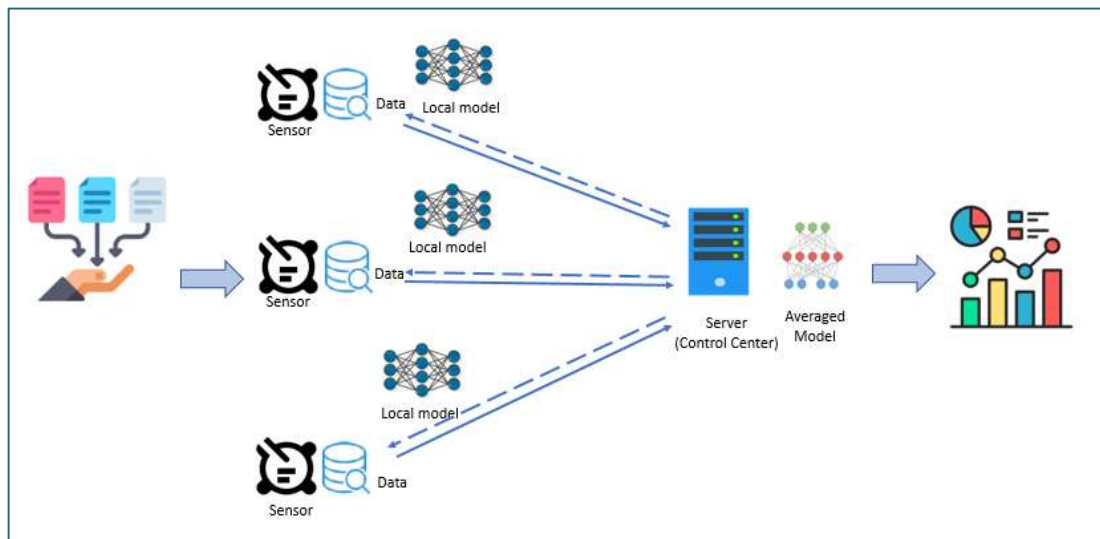 Local model
Data
Sensor
Local model
Data
Sensor
Server
(Control Center)
Averaged
Model
Local model
Data
Sensor